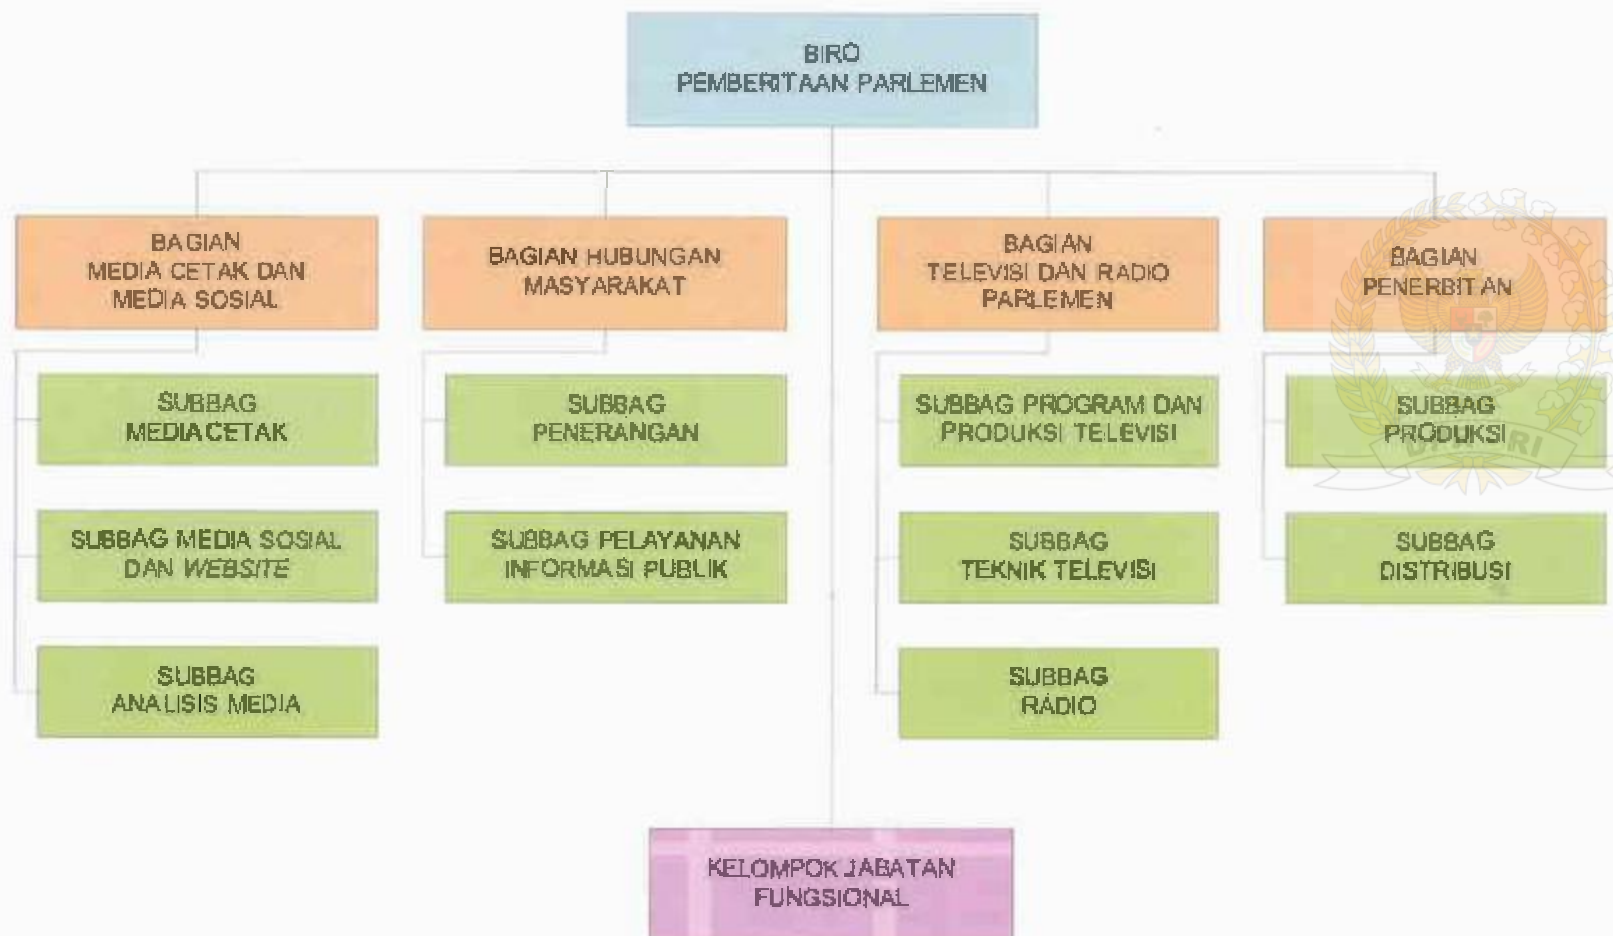 BIRO
PEMBERITAAN PARLEMEN
BAGIAN
MEDIA CETAK DAN
MEDIA SOSIAL
BAGIAN HUBUNGAN
MASYARAKAT
BAGIAN
TELEVISI DAN RADIO
PARLEMEN
BAGIAN
PENERBITAN
SUBBAG
MEDIA CETAK
SUBBAG
PENERANGAN
SUBBAG PROGRAM DAN
PRODUKSI TELEVISI
SUBBAG
PRODUKSI
SUBBAG MEDIA SOSIAL
DAN WEBSITE
SUBBAG PELAYANAN
INFORMASI PUBLIK
SUBBAG
TEKNIK TELEVISI
SUBBAG
DISTRIBUSI
SUBBAG
ANALISIS MEDIA
SUBBAG
RADIO
KELOMPOK JABATAN
FUNGSIONAL